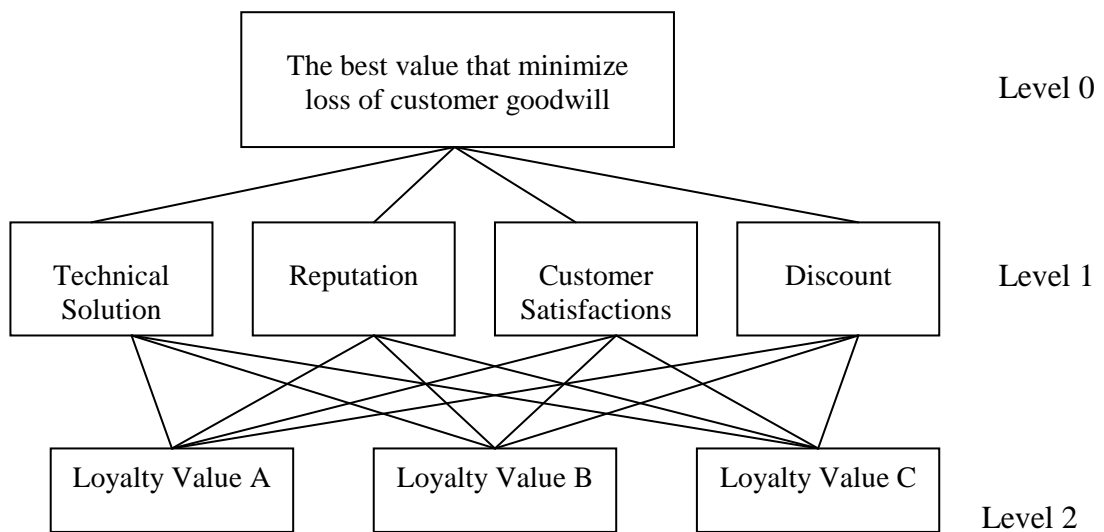 The best value that minimize
loss of customer goodwill
Level 0
Technical
Solution
Reputation
Customer
Satisfactions
Discount
Level 1
Loyalty Value A
Loyalty Value B
Loyalty Value C
Level 2